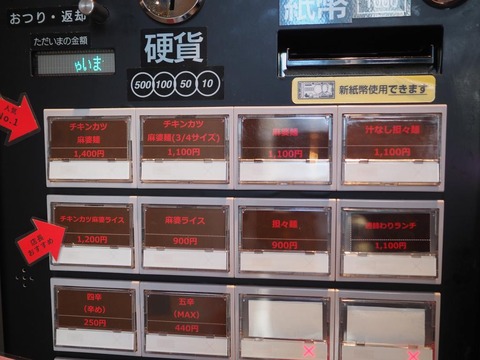 おつり・返却
ただいまの金額
硬貨
500 100 50 10
紙幣
1000
新紙幣使用できます
人気
No.1
チキンカツ
麻婆麺
1,400円
チキンカツ
麻婆麺(3/4サイズ)
1,100円
麻婆麺
1,100円
汁なし担々麺
1,100円
店長
おすすめ
チキンカツ麻婆ライス
1,200円
麻婆ライス
900円
担々麺
900円
ランチ
1,100円
四辛
(辛め)
250円
五辛
(MAX)
440円